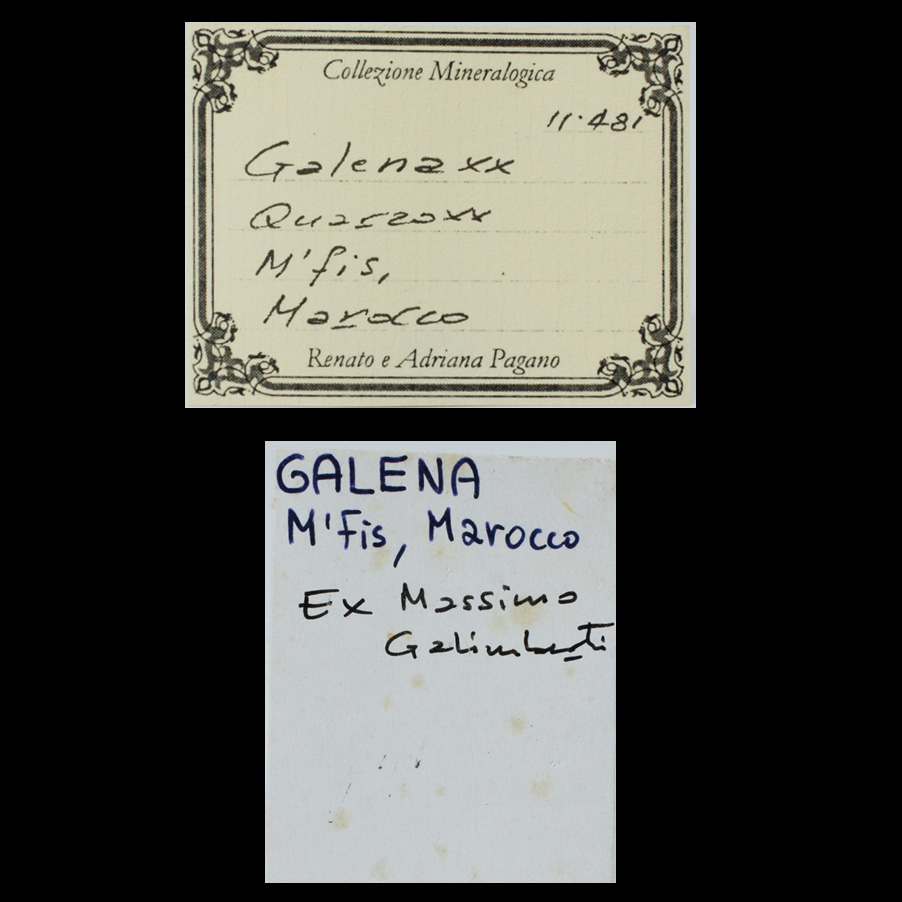 Collezione Mineralogica
11.481
Galena xx
Quarzo xx
M'fis,
Marocco
Renato e Adriana Pagano
GALENA
M'Fis, Marocco
Ex Massimo
Galimberti